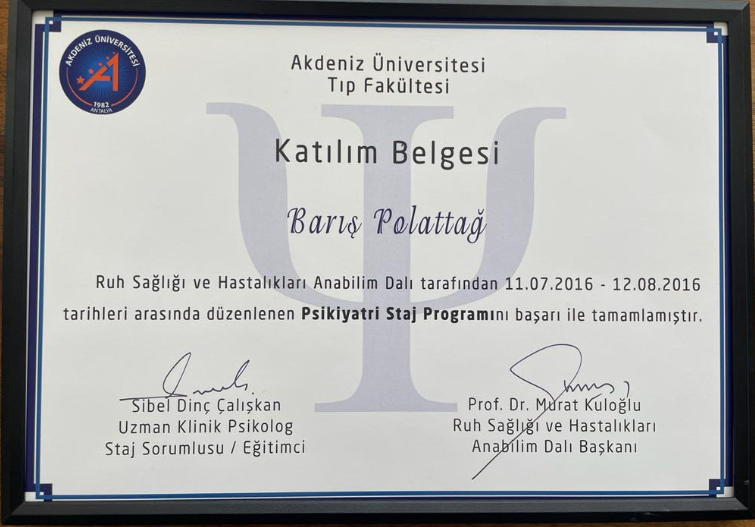 AKDENİZ ÜNİVERSİTESİ
1982
ANTALYA
Akdeniz Üniversitesi
Tıp Fakültesi
Katılım Belgesi
Barış Polattağ
Ruh Sağlığı ve Hastalıkları Anabilim Dalı tarafından 11.07.2016 - 12.08.2016
tarihleri arasında düzenlenen Psikiyatri Staj Programını başarı ile tamamlamıştır.
Sibel Dinç Çalışkan
Uzman Klinik Psikolog
Staj Sorumlusu / Eğitimci
Prof. Dr. Murat Kuloğlu
Ruh Sağlığı ve Hastalıkları
Anabilim Dalı Başkanı